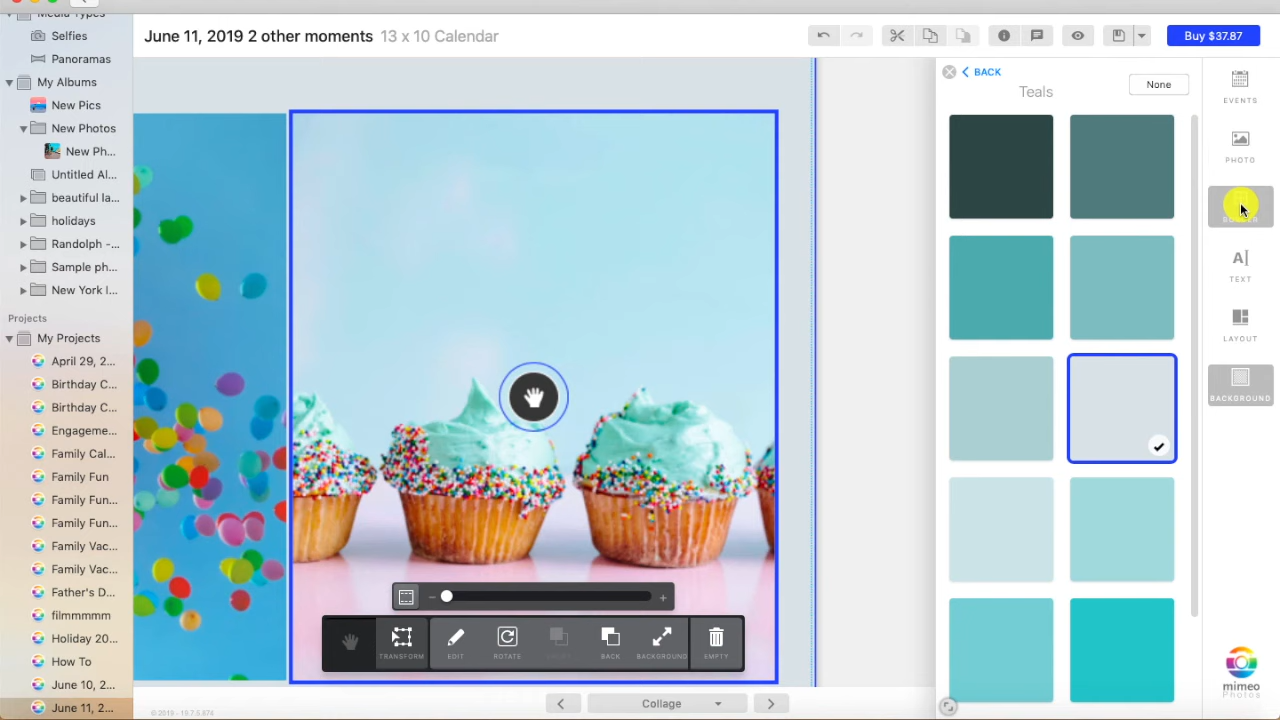 Media Types
Selfies
Panoramas
My Albums
New Pics
New Photos
New Ph...
Untitled Al...
beautiful la...
holidays
Randolph -...
Sample ph...
New York I...
Projects
My Projects
April 29, 2...
Birthday C...
Birthday C...
Engageme...
Family Cal...
Family Fun
Family Fun...
Family Fun...
Family Vac...
Family Vac...
Father's D...
filmmmmm
Holiday 20...
How To
June 10, 2...
June 11, 2...
June 11, 2019 2 other moments 13 x 10 Calendar
Buy $37.87
BACK
Teals
None
EVENTS
PHOTO
TEXT
LAYOUT
BACKGROUND
mimeo
Photos
TRANSFORM
EDIT
ROTATE
BACK
BACKGROUND
EMPTY
Collage